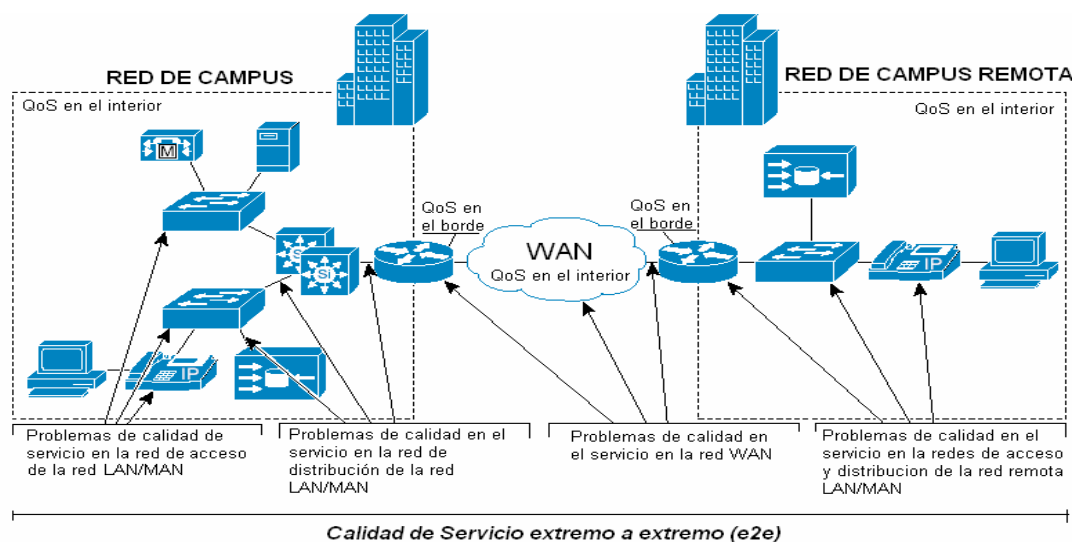 RED DE CAMPUS
RED DE CAMPUS REMOTA
QoS en el interior
QoS en el interior
M
QoS en
el borde
QoS en
el borde
WAN
QoS en el interior
Si
Si
IP
IP
Problemas de calidad de
servicio en la red de acceso
de la red LAN/MAN
Problemas de calidad en el
servicio en la red de
distribución de la red
LAN/MAN
Problemas de calidad en
el servicio en la red WAN
Problemas de calidad en el
servicio en la redes de acceso
y distribucion de la red remota
LAN/MAN
Calidad de Servicio extremo a extremo (e2e)